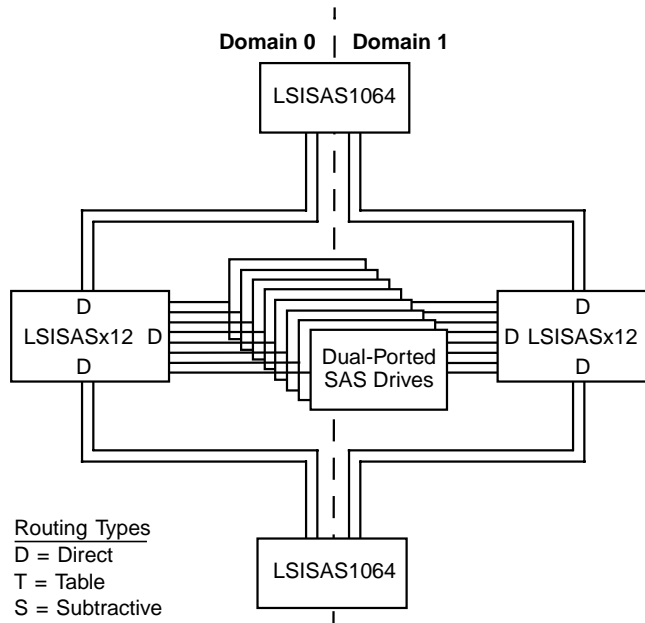 Domain 0 Domain 1
LSISAS1064
D
LSISASx12 D
D
Dual-Ported
SAS Drives
D
D LSISASx12
D
LSISAS1064
Routing Types
D = Direct
T = Table
S = Subtractive